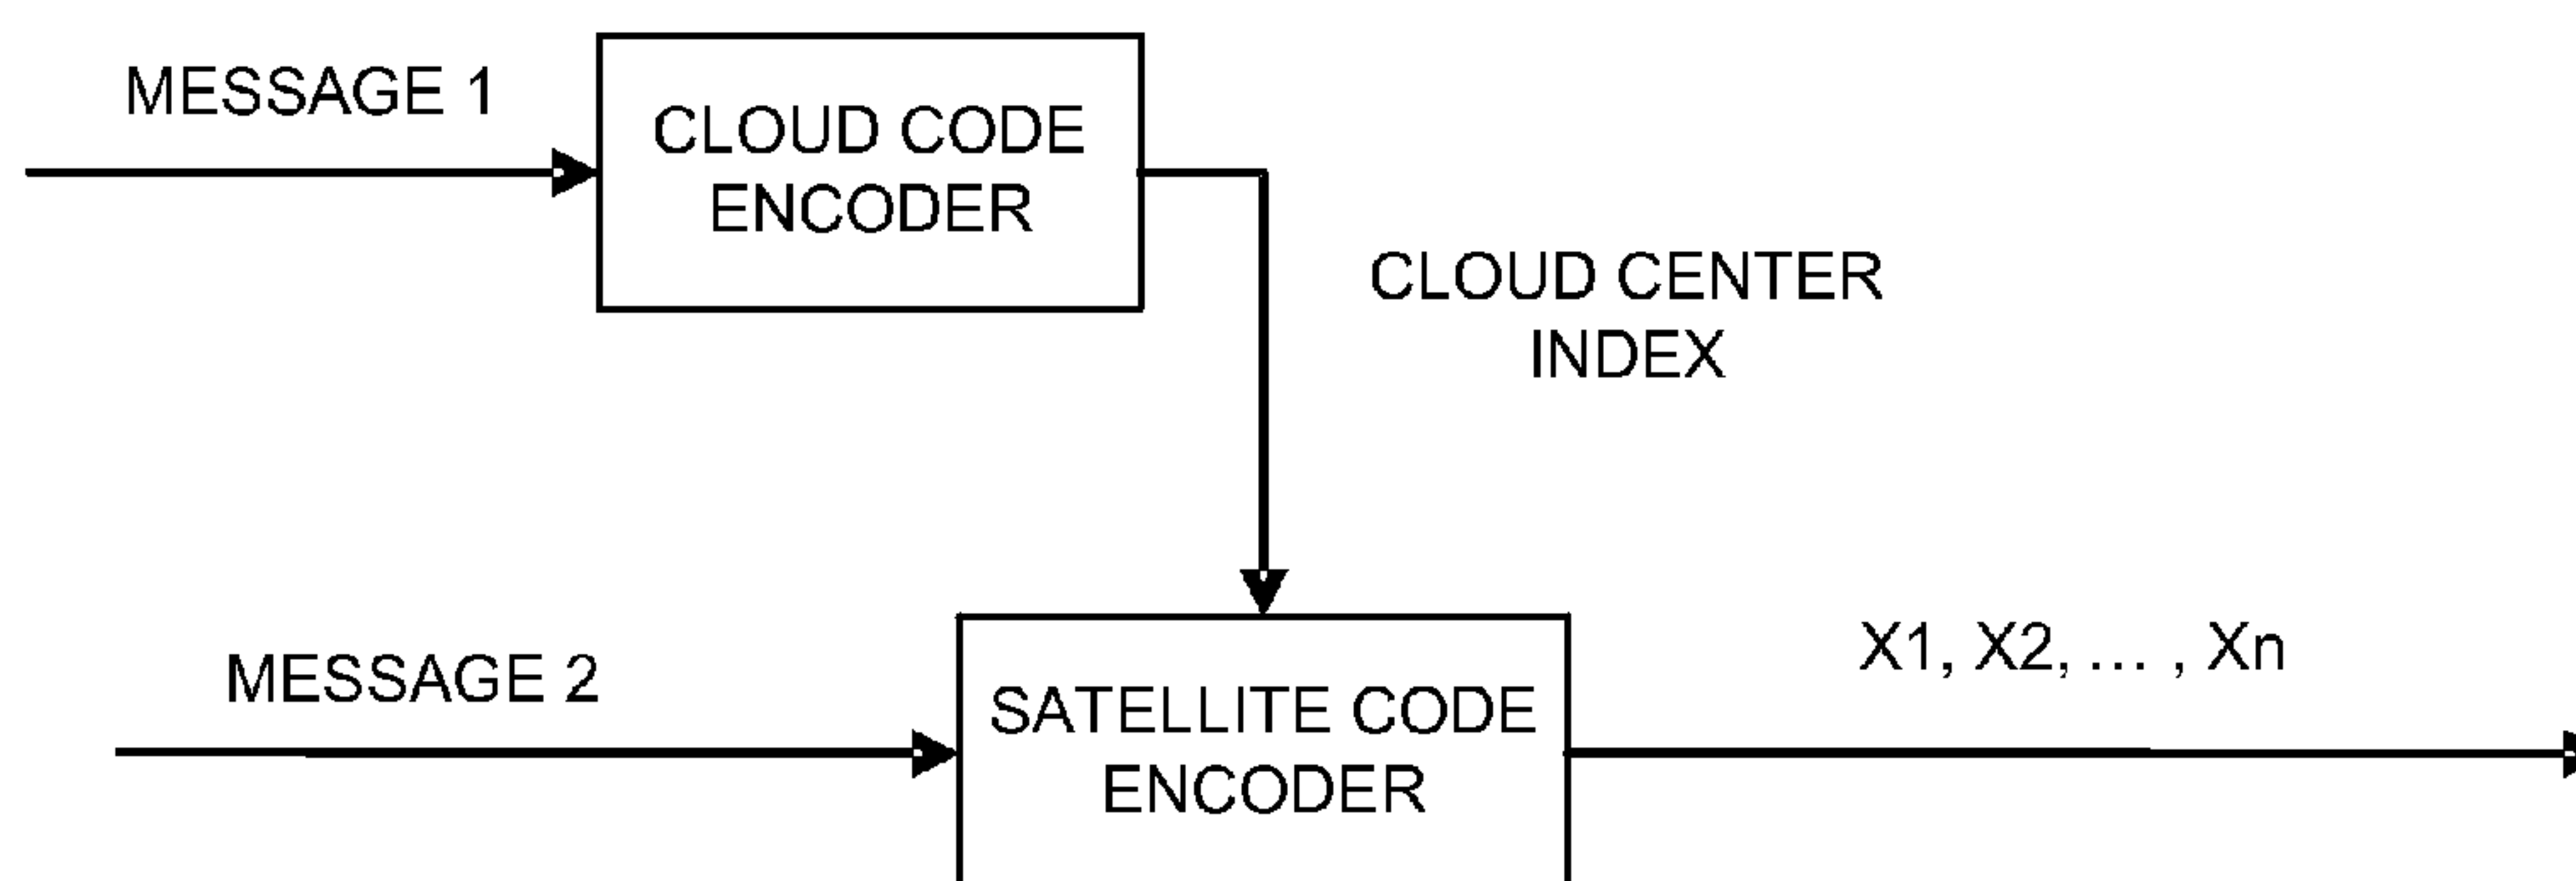 MESSAGE 1
CLOUD CODE
ENCODER
CLOUD CENTER
INDEX
MESSAGE 2
SATELLITE CODE
ENCODER
X1, X2, ... , Xn